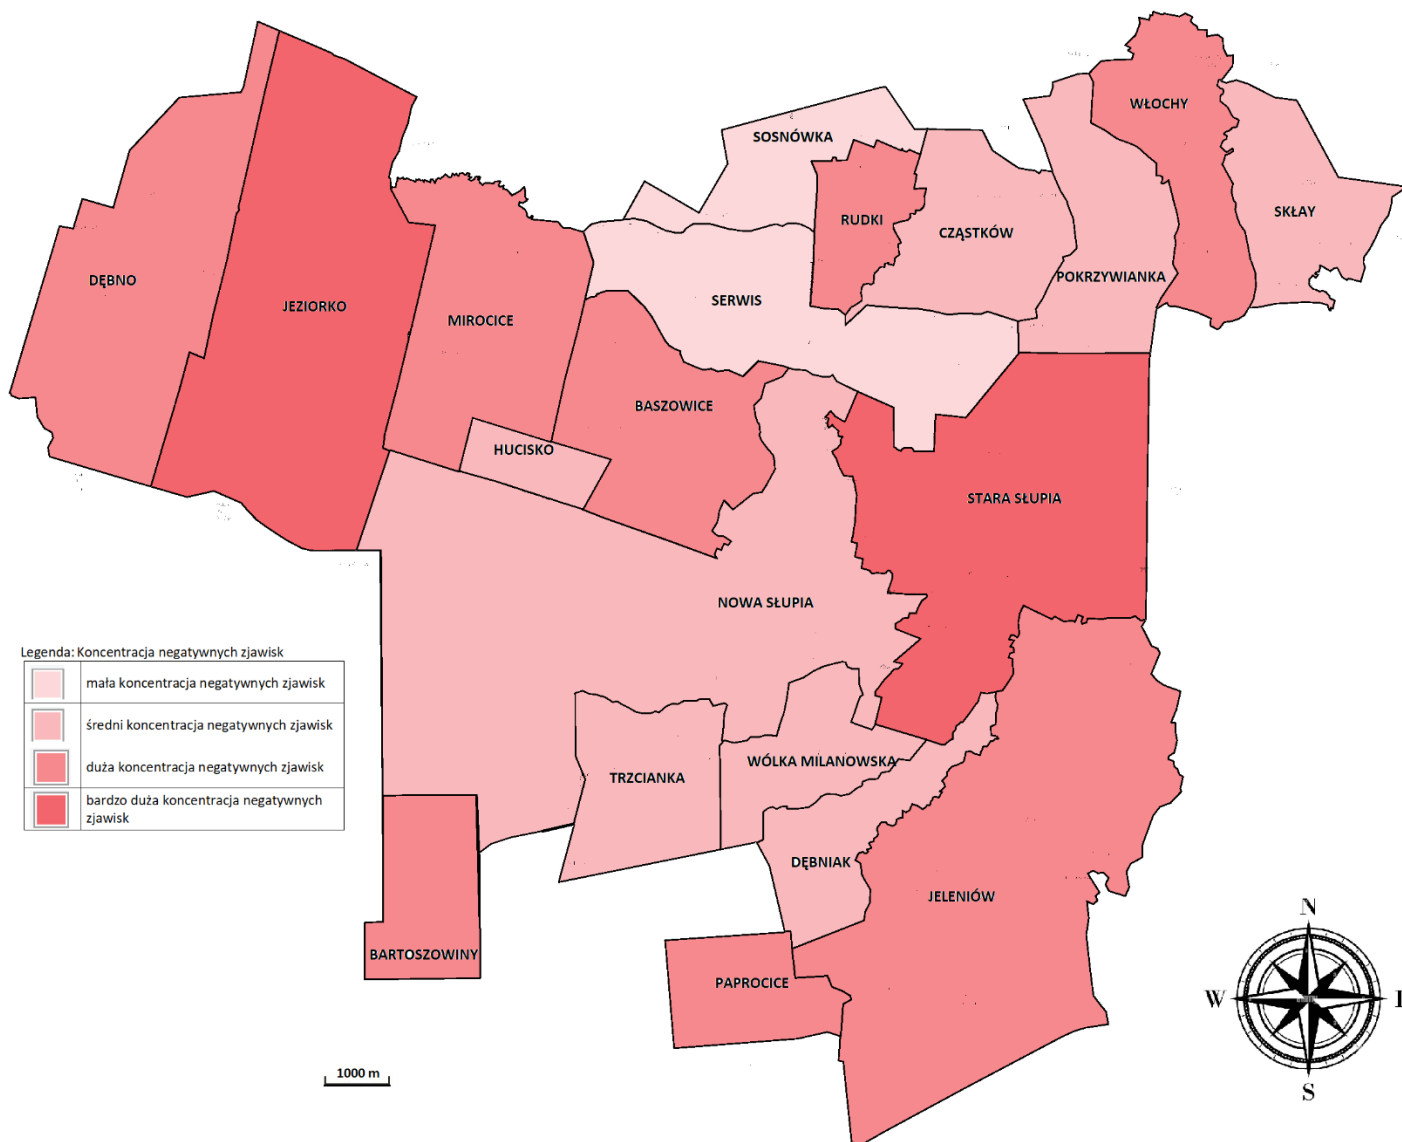 WŁOCHY
SOSNÓWKA
RUDKI
CZĄSTKÓW
SKŁAY
DĘBNO
JEZIORKO
MIROCICE
SERWIS
POKRZYWIANKA
BASZOWICE
HUCISKO
STARA SŁUPIA
NOWA SŁUPIA
Legenda: Koncentracja negatywnych zjawisk
mała koncentracja negatywnych zjawisk
średni koncentracja negatywnych zjawisk
duża koncentracja negatywnych zjawisk
bardzo duża koncentracja negatywnych
zjawisk
TRZCIANKA
WÓLKA MILANOWSKA
DĘBNIAK
JELENIÓW
BARTOSZOWINY
PAPROCICE
N
W
S
1000 m